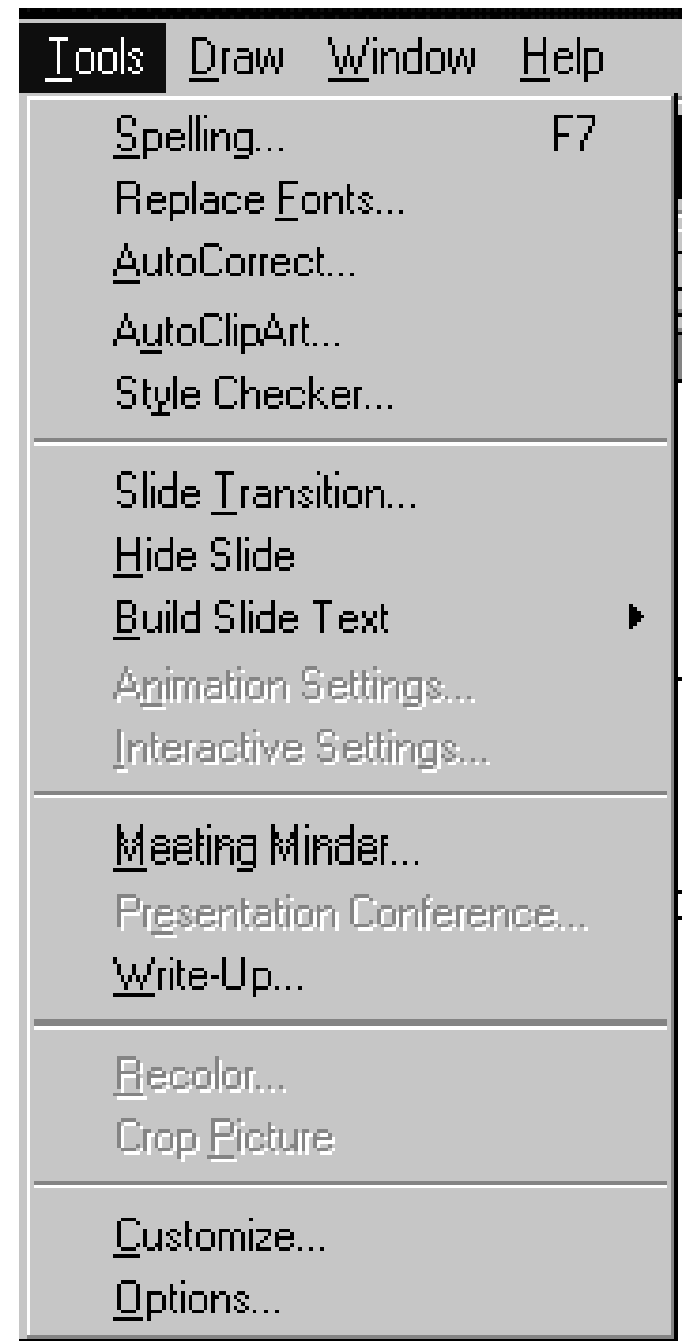 Tools Draw Window Help
Spelling... F7
Replace Fonts...
AutoCorrect...
AutoClipArt...
Style Checker...
Slide Transition...
Hide Slide
Build Slide Text
Animation Settings...
Interactive Settings...
Meeting Minder...
Presentation Conference...
Write-Up...
Recolor...
Crop Picture
Customize...
Options...